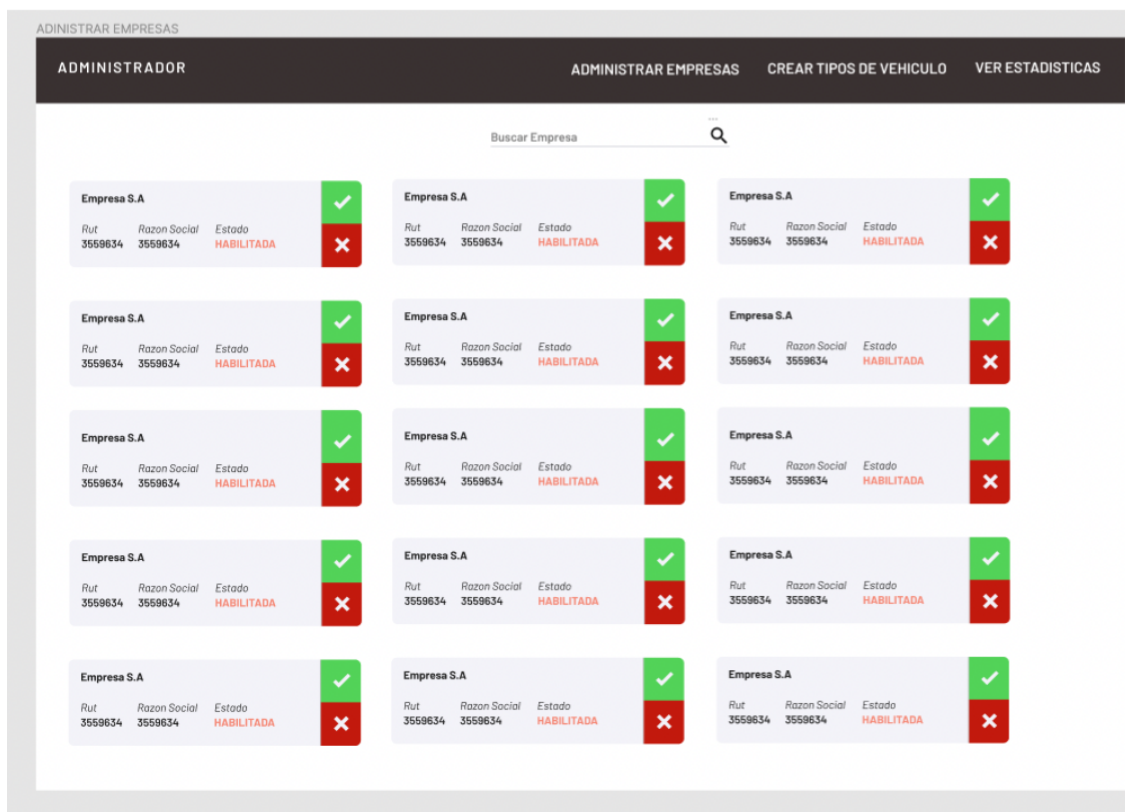 ADINISTRAR EMPRESAS
ADMINISTRADOR ADMINISTRAR EMPRESAS CREAR TIPOS DE VEHICULO VER ESTADISTICAS
...
Buscar Empresa
Empresa S.A Empresa S.A Empresa S.A
Rut Razon Social Estado Rut Razon Social Estado Rut Razon Social Estado
3559634 3559634 HABILITADA 3559634 3559634 HABILITADA 3559634 3559634 HABILITADA
Empresa S.A Empresa S.A Empresa S.A
Rut Razon Social Estado Rut Razon Social Estado Rut Razon Social Estado
3559634 3559634 HABILITADA 3559634 3559634 HABILITADA 3559634 3559634 HABILITADA
Empresa S.A Empresa S.A Empresa S.A
Rut Razon Social Estado Rut Razon Social Estado Rut Razon Social Estado
3559634 3559634 HABILITADA 3559634 3559634 HABILITADA 3559634 3559634 HABILITADA
Empresa S.A Empresa S.A Empresa S.A
Rut Razon Social Estado Rut Razon Social Estado Rut Razon Social Estado
3559634 3559634 HABILITADA 3559634 3559634 HABILITADA 3559634 3559634 HABILITADA
Empresa S.A Empresa S.A Empresa S.A
Rut Razon Social Estado Rut Razon Social Estado Rut Razon Social Estado
3559634 3559634 HABILITADA 3559634 3559634 HABILITADA 3559634 3559634 HABILITADA